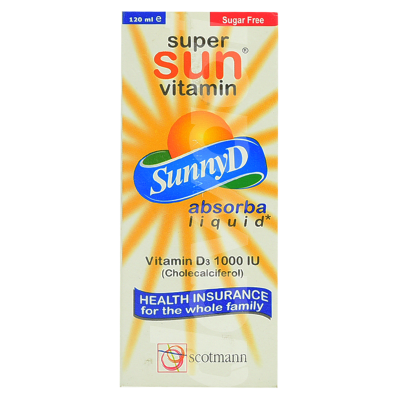 120 ml e
Sugar Free
super
sun®
vitamin
SunnyD
absorba
liquid*
Vitamin D3 1000 IU
(Cholecalciferol)
HEALTH INSURANCE
for the whole family
scotmann